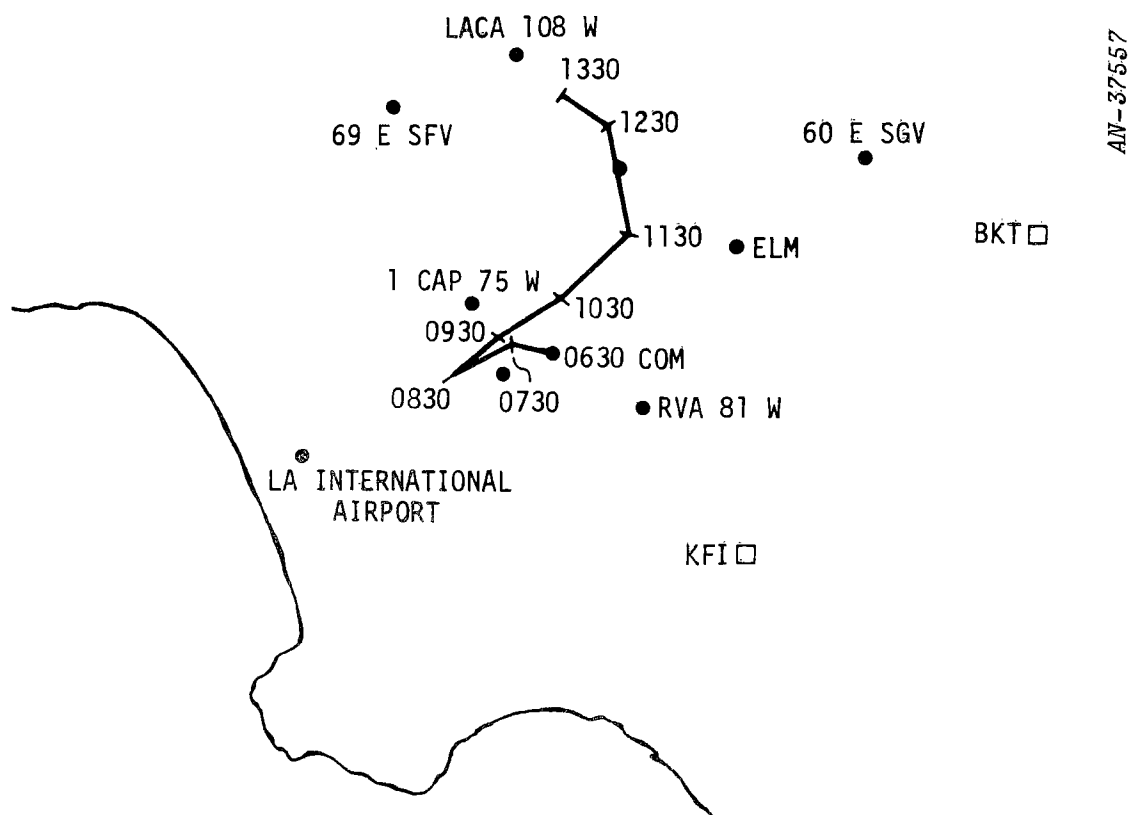 LACA 108 W
1330
AN-37557
69 E SFV
1230
60 E SGV
1130
ELM
BKT
1 CAP 75 W
1030
0930
0630 COM
0830
0730
RVA 81 W
LA INTERNATIONAL
AIRPORT
KFI